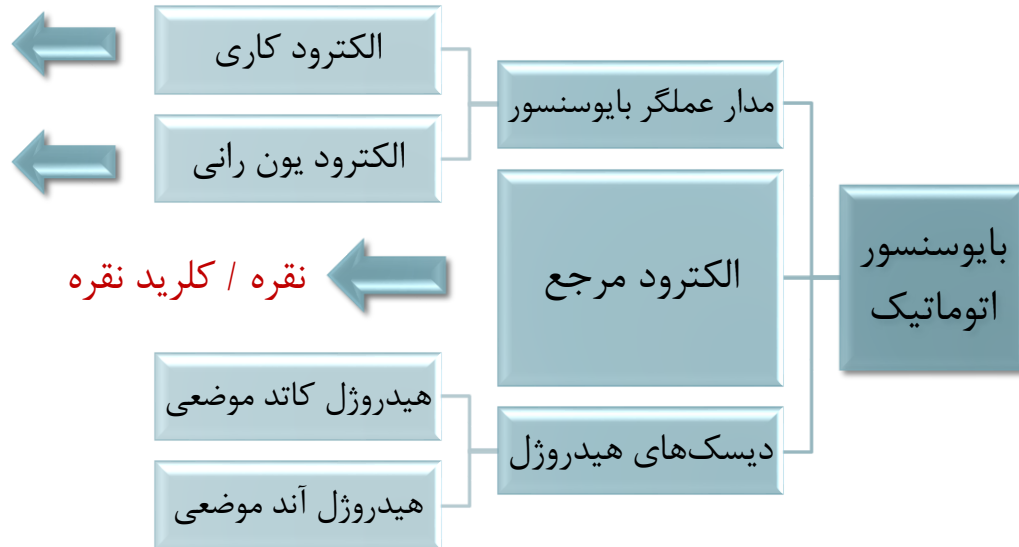 بایوسنسور
اتوماتیک
مدار عملگر بایوسنسور
الکترود کاری
الکترود یون رانی
الکترود مرجع
نقره / کلرید نقره
دیسک‌های هیدروژل
هیدروژل کاتد موضعی
هیدروژل آند موضعی